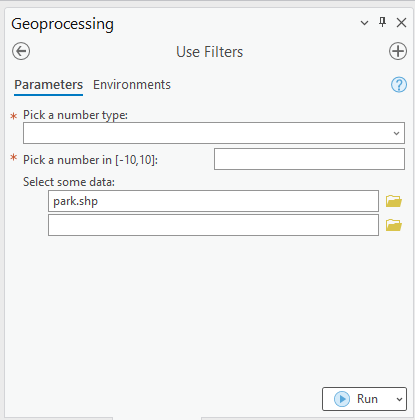 Geoprocessing
Use Filters
Parameters Environments
* Pick a number type:
* Pick a number in [-10,10]:
Select some data:
park.shp
Run